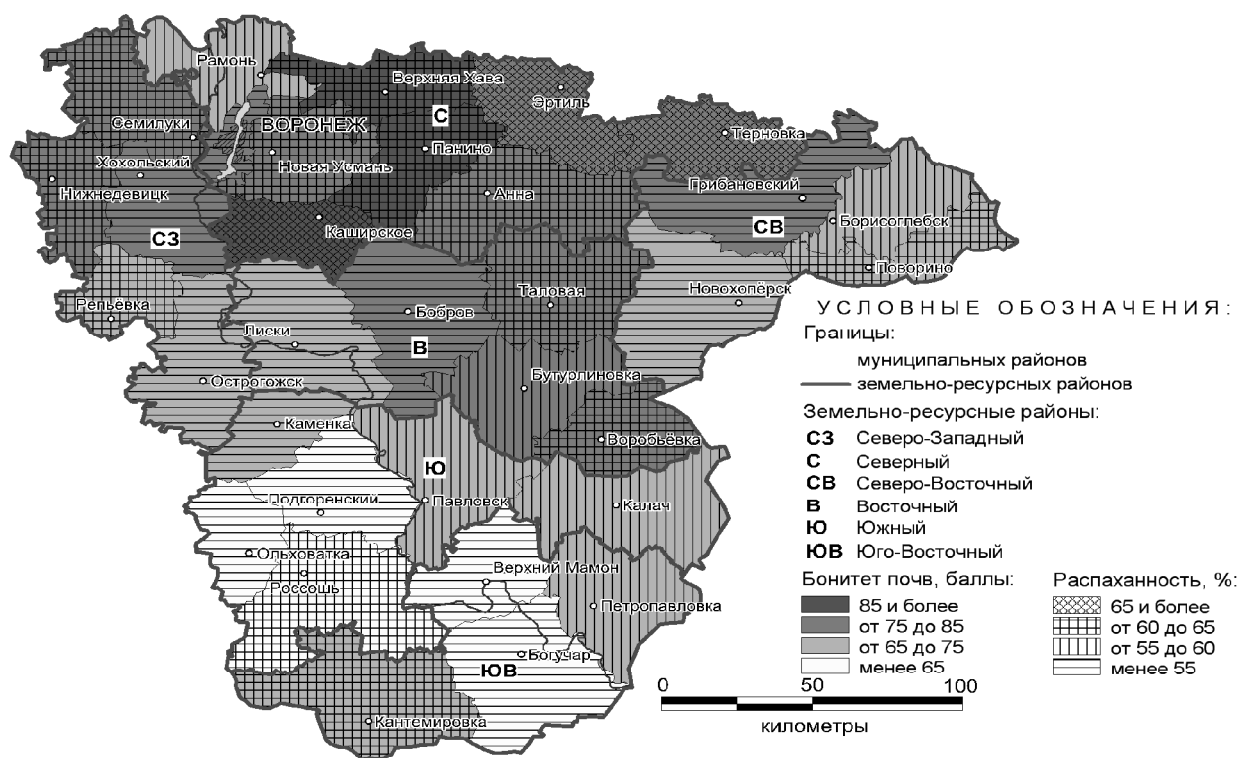 Рамонь
Верхняя Хава
Эртиль
С
Семилуки
ВОРОНЕЖ
Терновка
Панино
Хохольский
Новая Усмань
Нижнедевицк
Анна
Грибановский
Каширское
СВ
Борисоглебск
СЗ
Поворино
Репьёвка
Таловая
Новохопёрск
Бобров
Лиски
В
Острогожск
Бутурлиновка
Каменка
Воробьёвка
Ю
Подгоренский
Павловск
Калач
Ольховатка
Россошь
Верхний Мамон
Петропавловка
Богучар
ЮВ
Кантемировка
УСЛОВНЫЕ ОБОЗНАЧЕНИЯ:
Границы:
муниципальных районов
земельно-ресурсных районов
Земельно-ресурсные районы:
СЗ Северо-Западный
С Северный
СВ Северо-Восточный
В Восточный
Ю Южный
ЮВ Юго-Восточный
Бонитет почв, баллы:
85 и более
от 75 до 85
от 65 до 75
менее 65
Распаханность, %:
65 и более
от 60 до 65
от 55 до 60
менее 55
0 50 100
километры